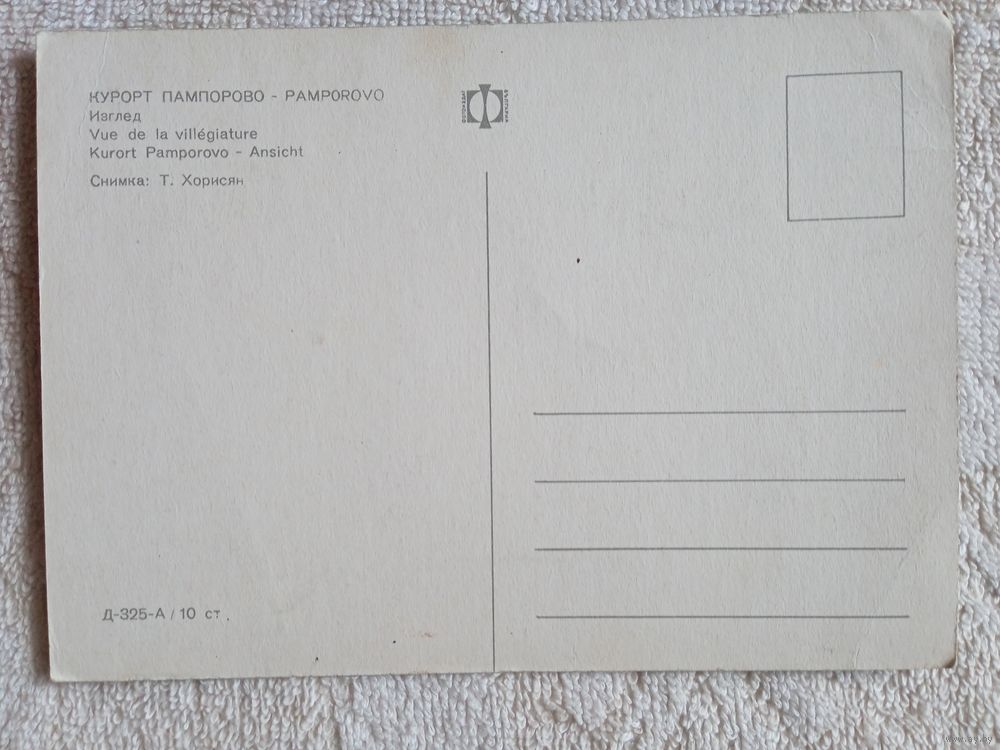 КУРОРТ ПАМПОРОВО - PAMPOROVO
Изглед
Vue de la villégiature
Kurort Pamporovo - Ansicht
Снимка: Т. Хорисян
Д-325-А / 10 ст.